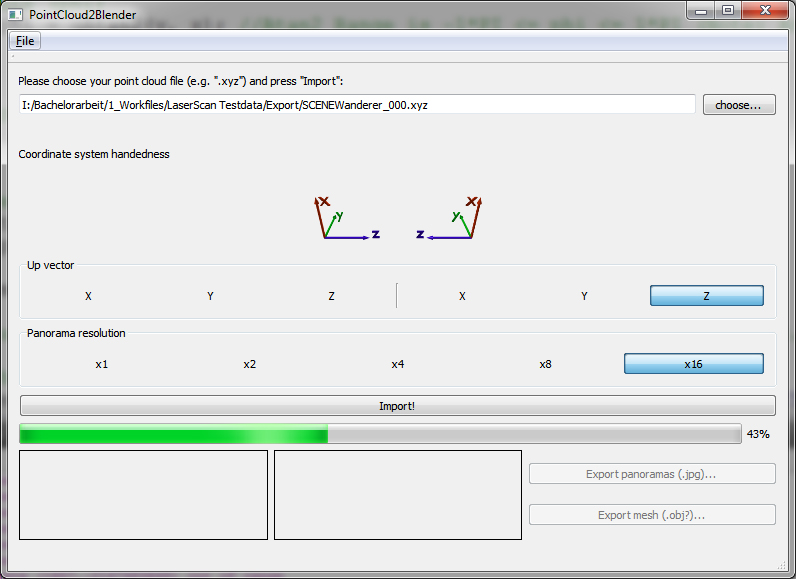 PointCloud2Blender
File
Please choose your point cloud file (e.g. ".xyz") and press "Import":
I:/Bachelorarbeit/1_Workfiles/LaserScan Testdata/Export/SCENEWanderer_000.xyz choose...
Coordinate system handedness
X Y Z Z Y X
Up vector
X Y Z X Y Z
Panorama resolution
x1 x2 x4 x8 x16
Import!
43%
Export panoramas (.jpg)...
Export mesh (.obj?)...